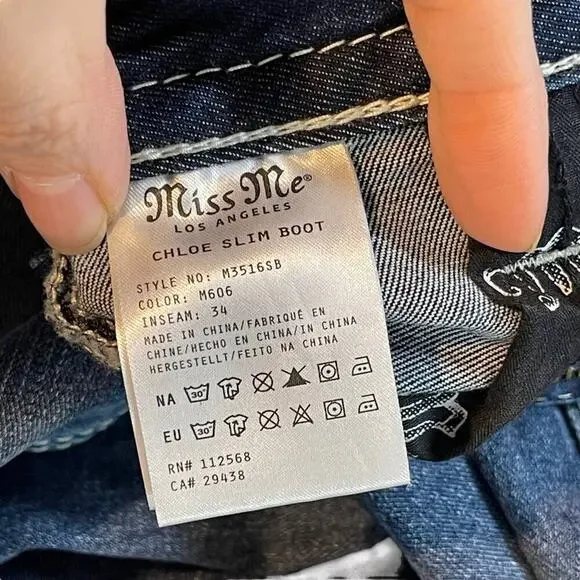 Miss Me®
LOS ANGELES
CHLOE SLIM BOOT
STYLE NO: M3516SB
COLOR: M606
INSEAM: 34
MADE IN CHINA/FABRIQUÉ EN
CHINE/HECHO EN CHINA/IN CHINA
HERGESTELLT/FEITO NA CHINA
NA 30°
EU 30°
RN# 112568
CA# 29438